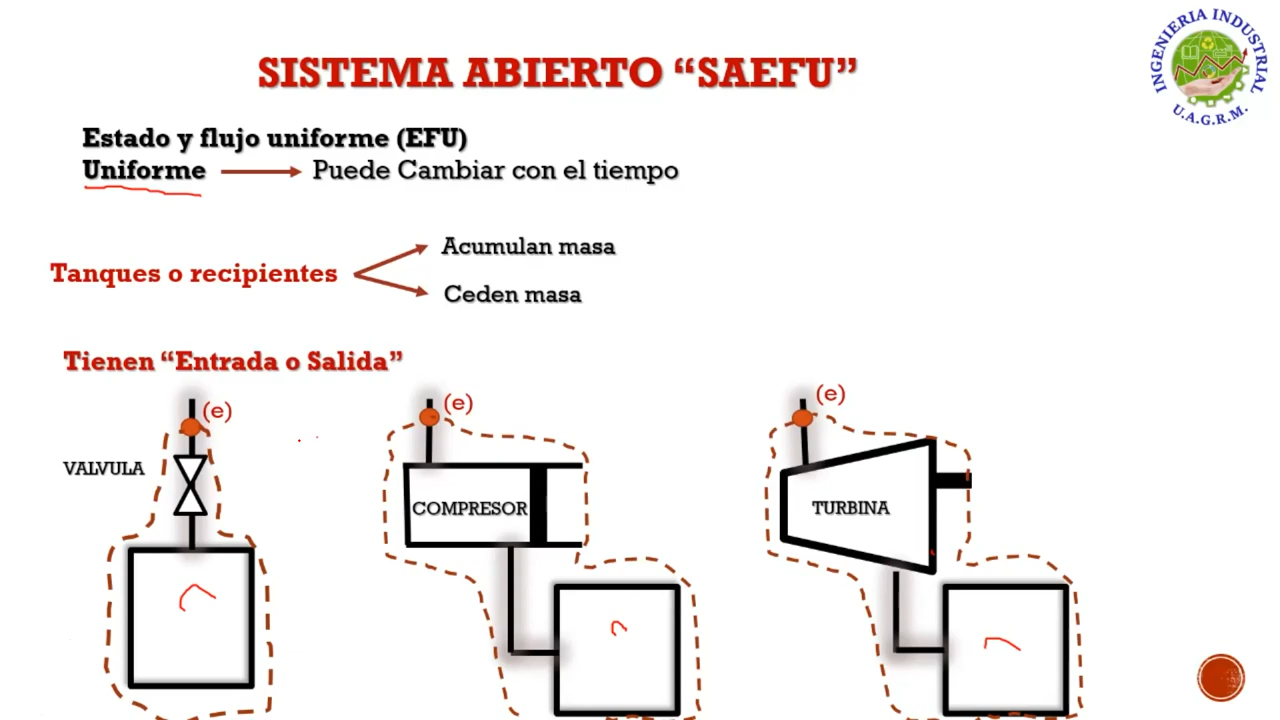 SISTEMA ABIERTO “SAEFU”
INGENIERIA INDUSTRIAL
U.A.G.R.M.
Estado y flujo uniforme (EFU)
Uniforme Puede Cambiar con el tiempo
Acumulan masa
Tanques o recipientes
Ceden masa
Tienen “Entrada o Salida”
(e)
(e)
(e)
VALVULA
COMPRESOR
TURBINA